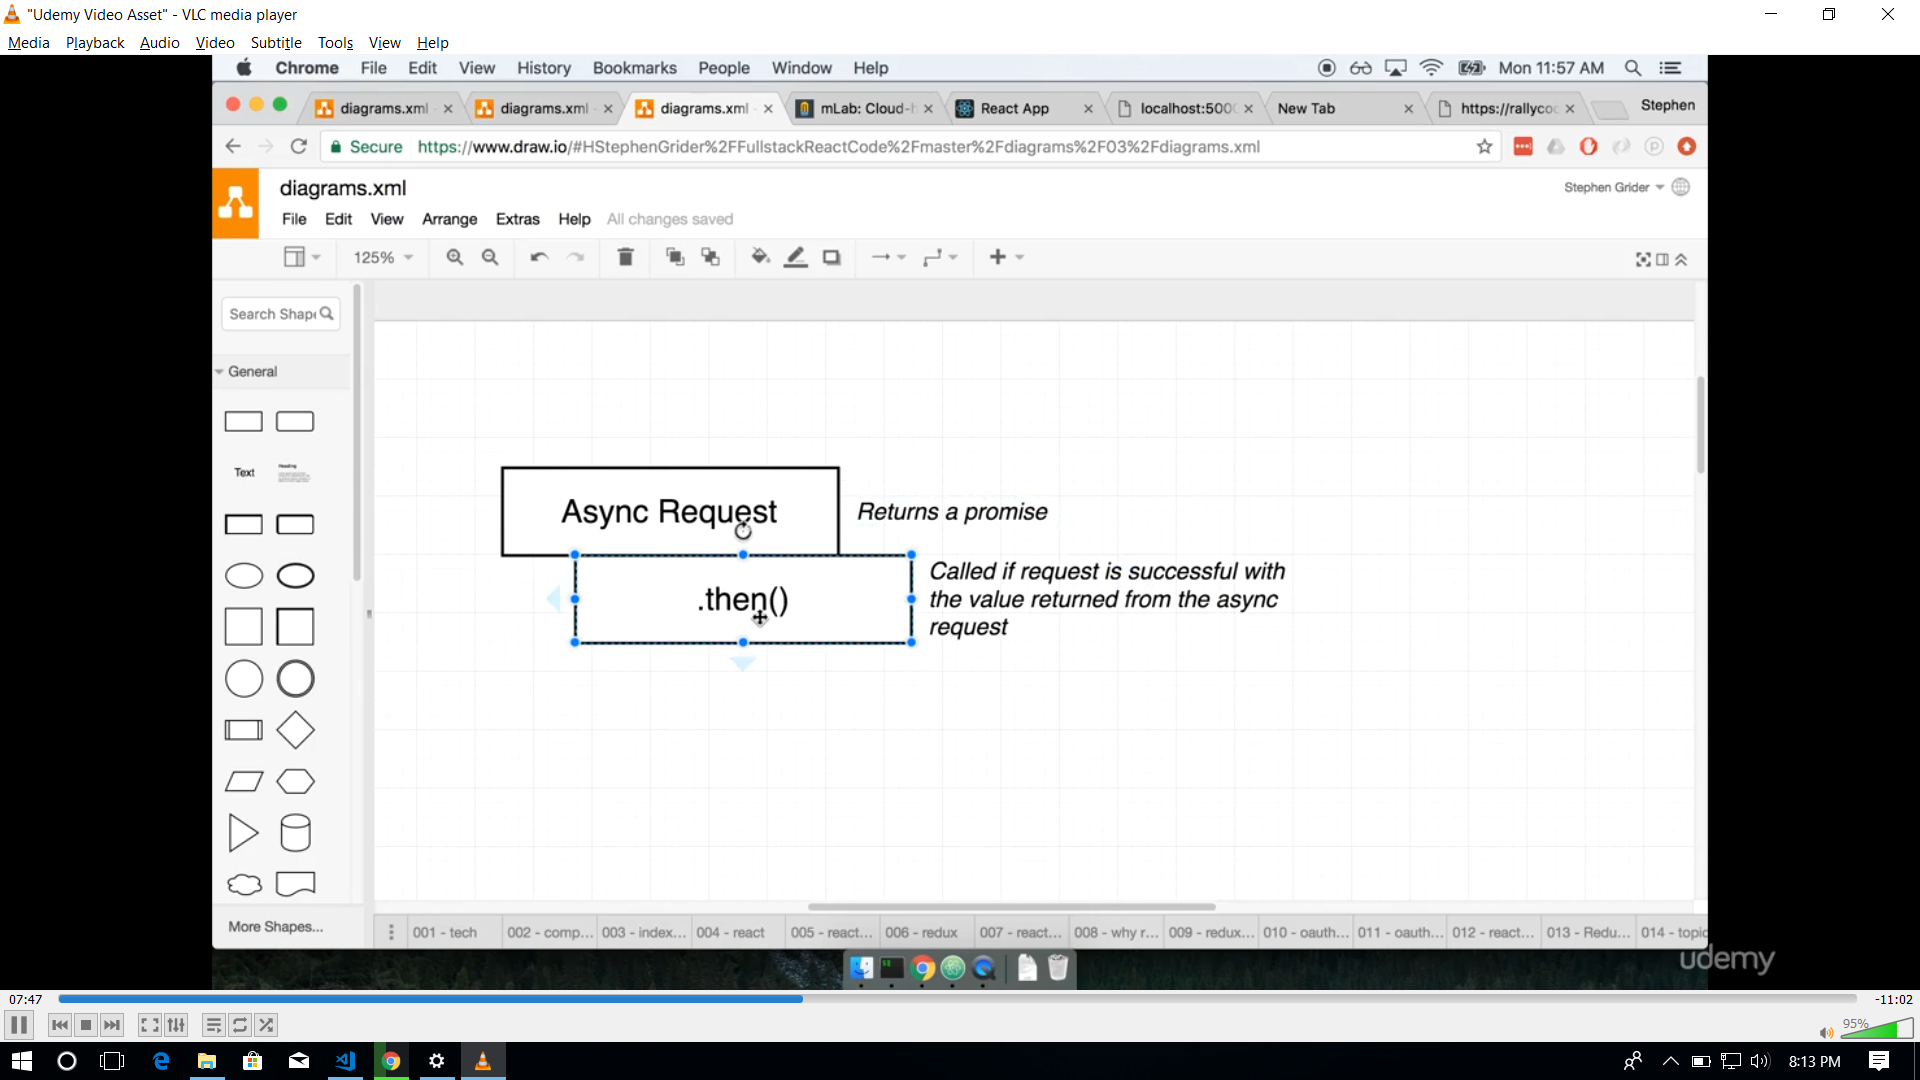 "Udemy Video Asset" - VLC media player
Media Playback Audio Video Subtitle Tools View Help
Chrome File Edit View History Bookmarks People Window Help
Mon 11:57 AM
diagrams.xml diagrams.xml diagrams.xml mLab: Cloud-h React App localhost:5000 New Tab https://rallycoc Stephen
Secure https://www.draw.io/#HStephenGrider%2FFullstackReactCode%2Fmaster%2Fdiagrams%2F03%2Fdiagrams.xml
diagrams.xml
Stephen Grider
File Edit View Arrange Extras Help All changes saved
125%
Search Shape
General
Text
Heading
Async Request
Returns a promise
.then()
Called if request is successful with
the value returned from the async
request
More Shapes...
001 - tech 002 - comp... 003 - index... 004 - react 005 - react... 006 - redux 007 - react... 008 - why r... 009 - redux... 010 - oauth... 011 - oauth... 012 - react... 013 - Redu... 014 - topic
udemy
07:47
-11:02
95%
8:13 PM